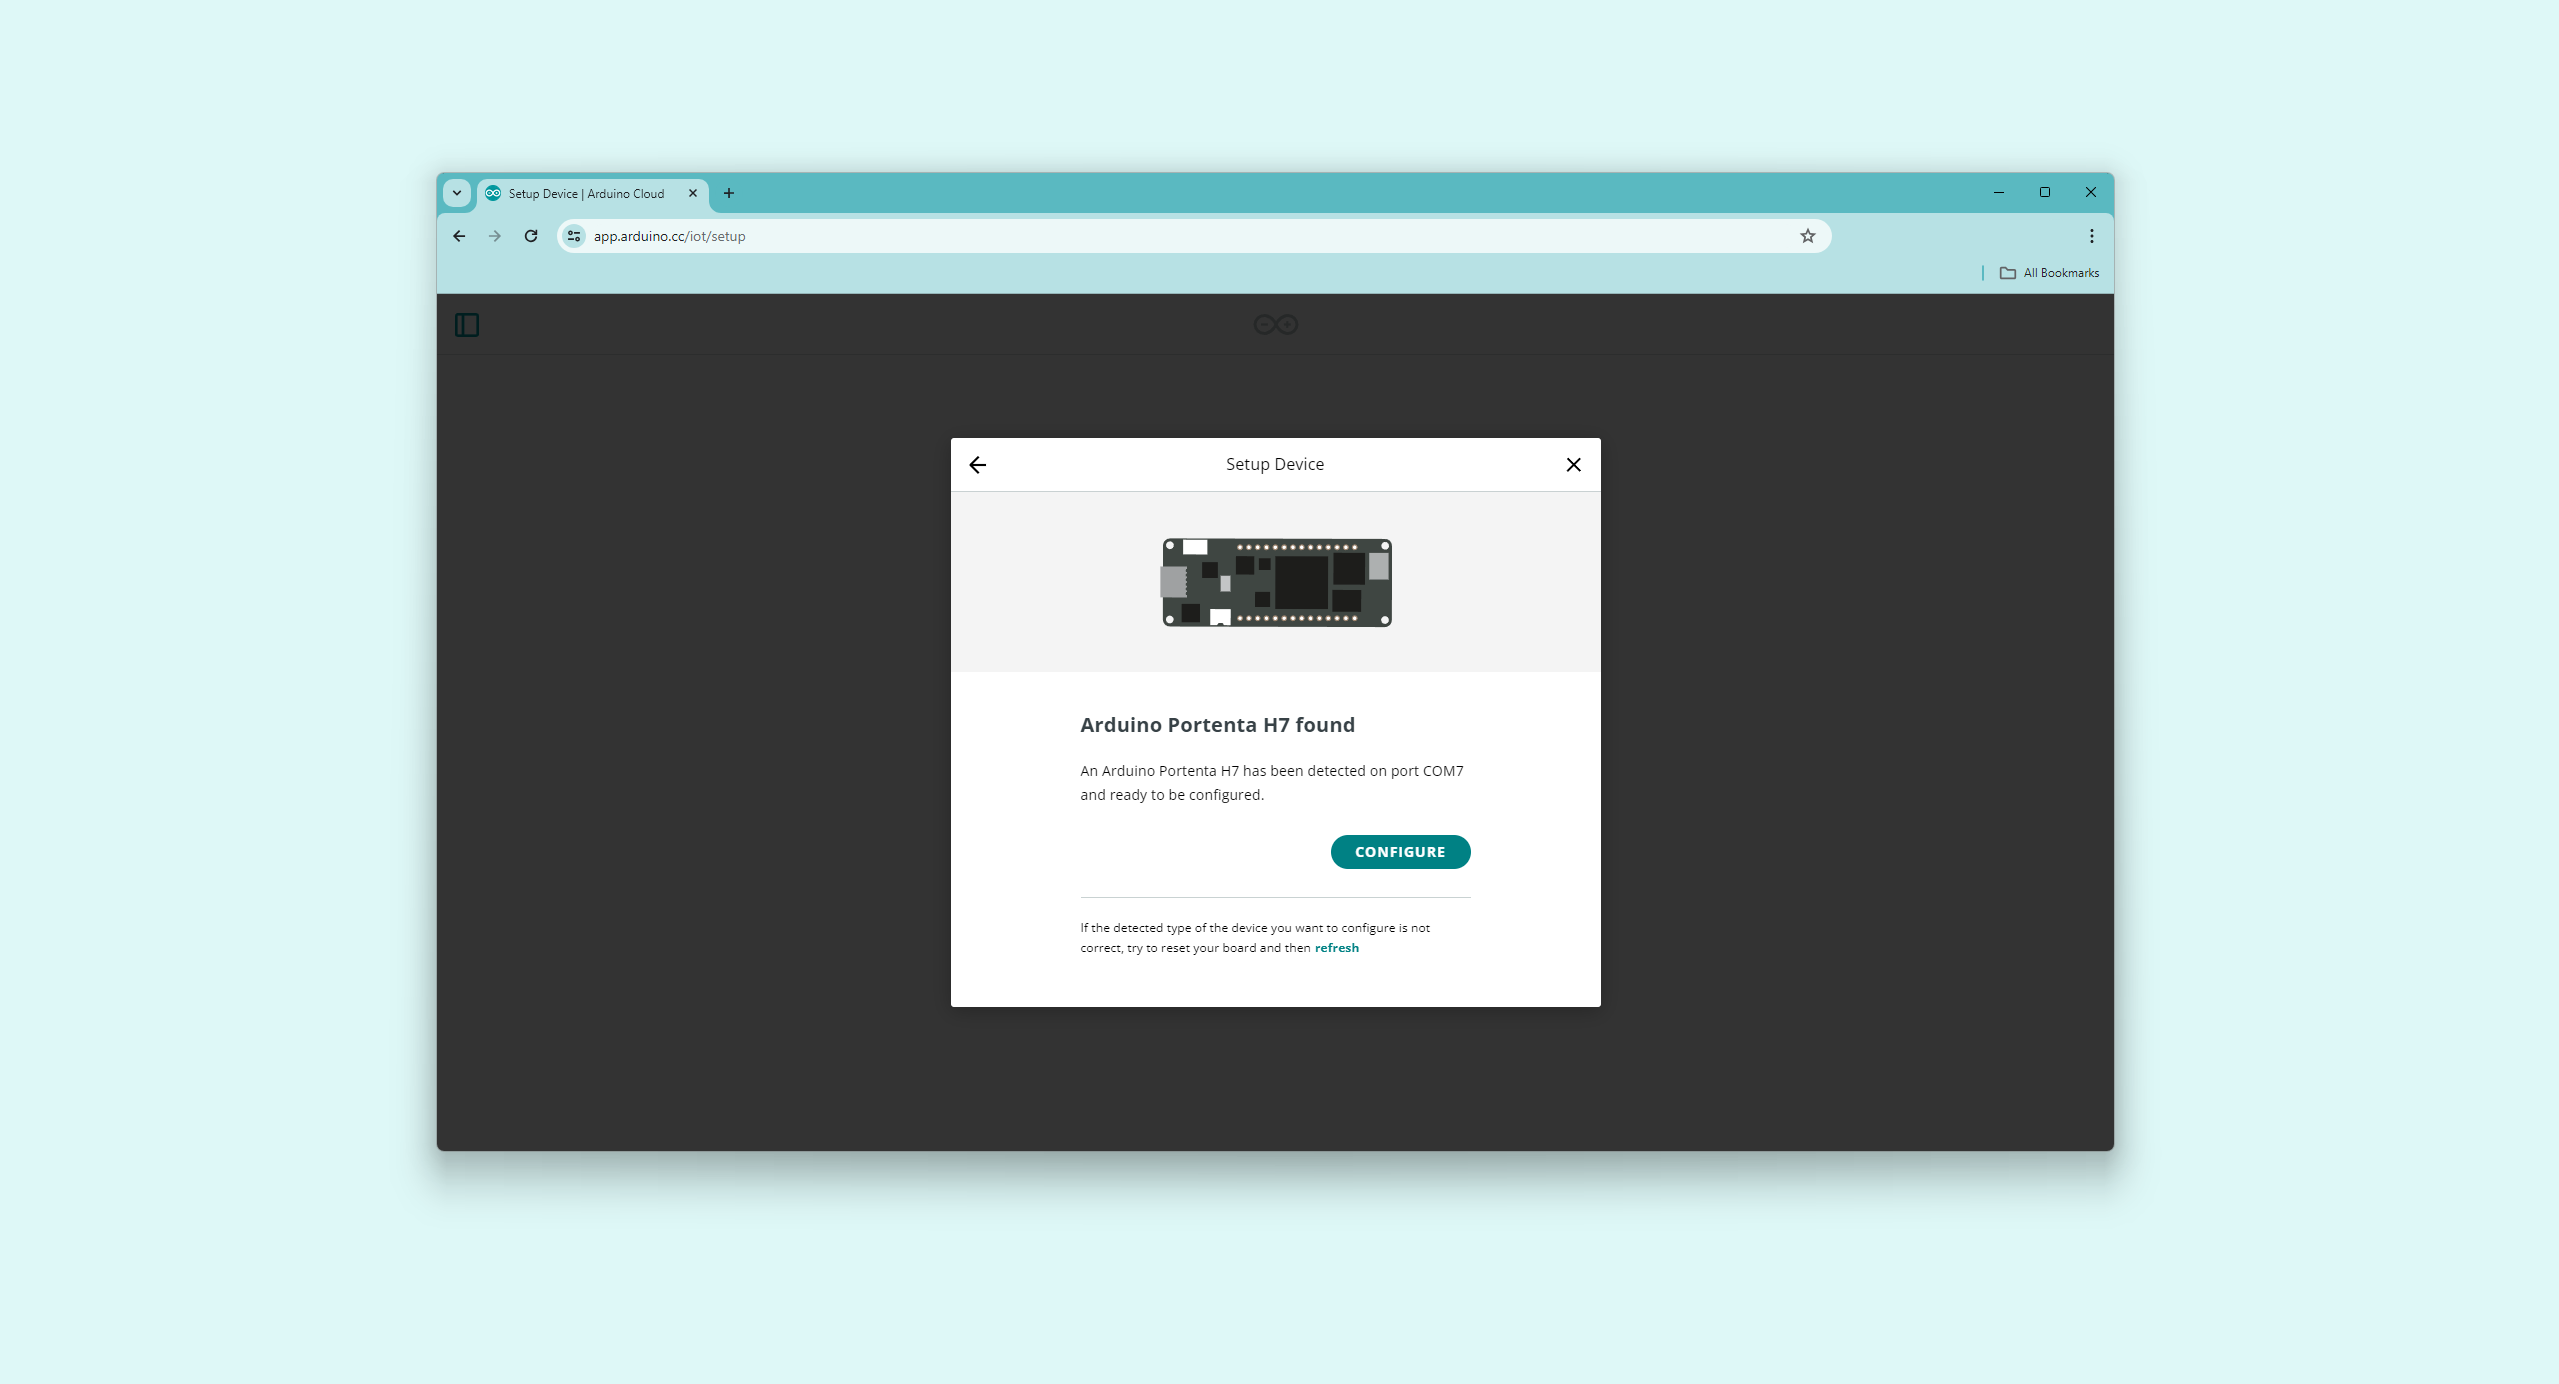 Setup Device | Arduino Cloud
app.arduino.cc/iot/setup
All Bookmarks
Setup Device
Arduino Portenta H7 found
An Arduino Portenta H7 has been detected on port COM7
and ready to be configured.
CONFIGURE
If the detected type of the device you want to configure is not
correct, try to reset your board and then refresh